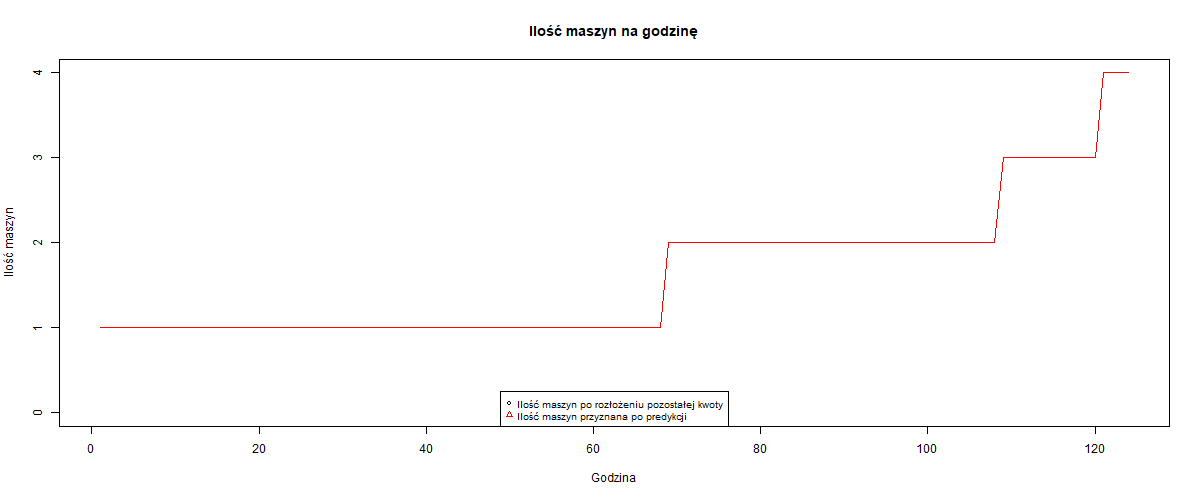 Ilość maszyn na godzinę
Ilość maszyn
4
3
2
1
0
Ilość maszyn po rozłożeniu pozostałej kwoty
Ilość maszyn przyznana po predykcji
0 20 40 60 80 100 120
Godzina